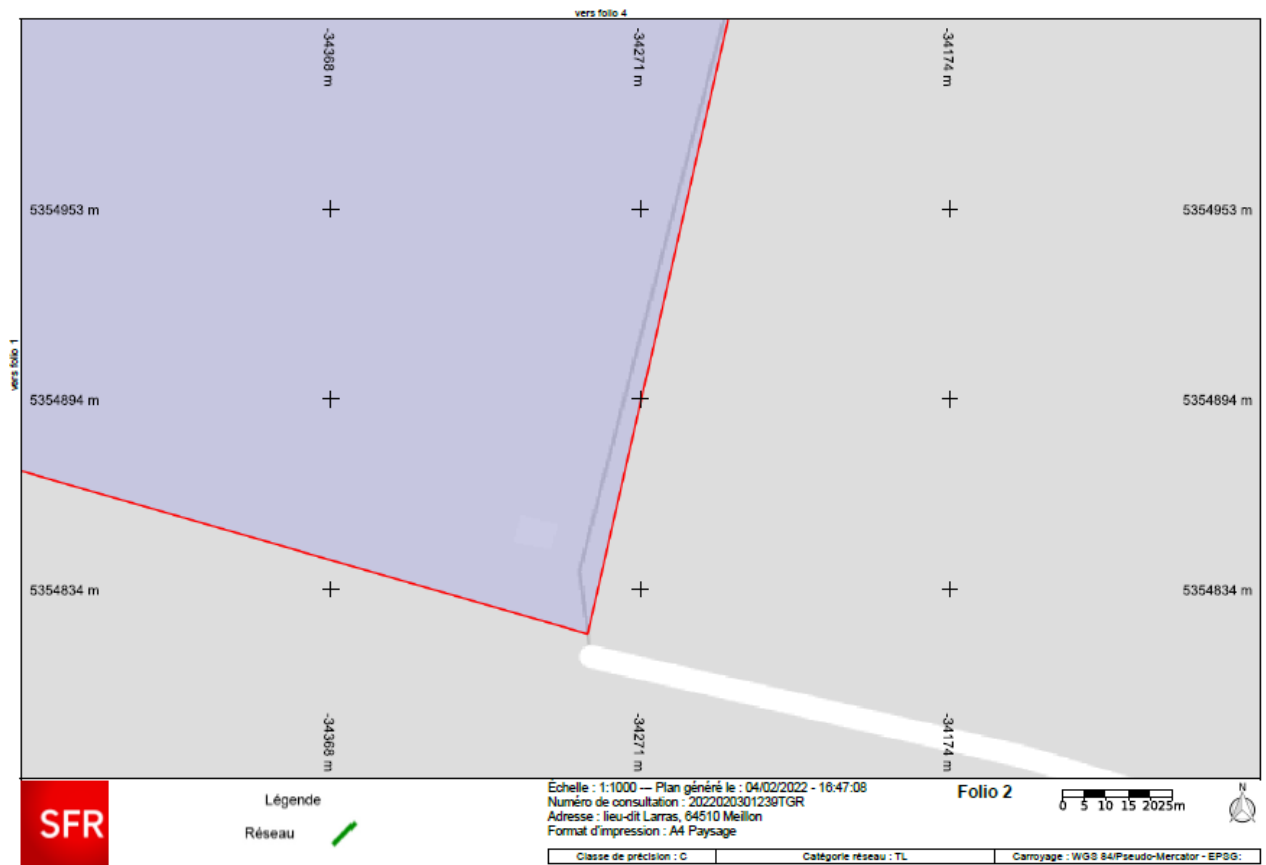 vers folio 4
-34368 m
-34271 m
-34174 m
5354953 m
5354953 m
vers folio 1
5354894 m
5354894 m
5354834 m
5354834 m
-34368 m
-34271 m
-34174 m
SFR
Légende
Réseau
Échelle : 1:1000 --- Plan généré le : 04/02/2022 - 16:47:08
Numéro de consultation : 2022020301239TGR
Adresse : lieu-dit Larras, 64510 Meillon
Format d'impression : A4 Paysage
Folio 2
0 5 10 15 2025m
N
Classe de précision : C
Catégorie réseau : TL
Carroyage : WGS 84/Pseudo-Mercator - EPSG: